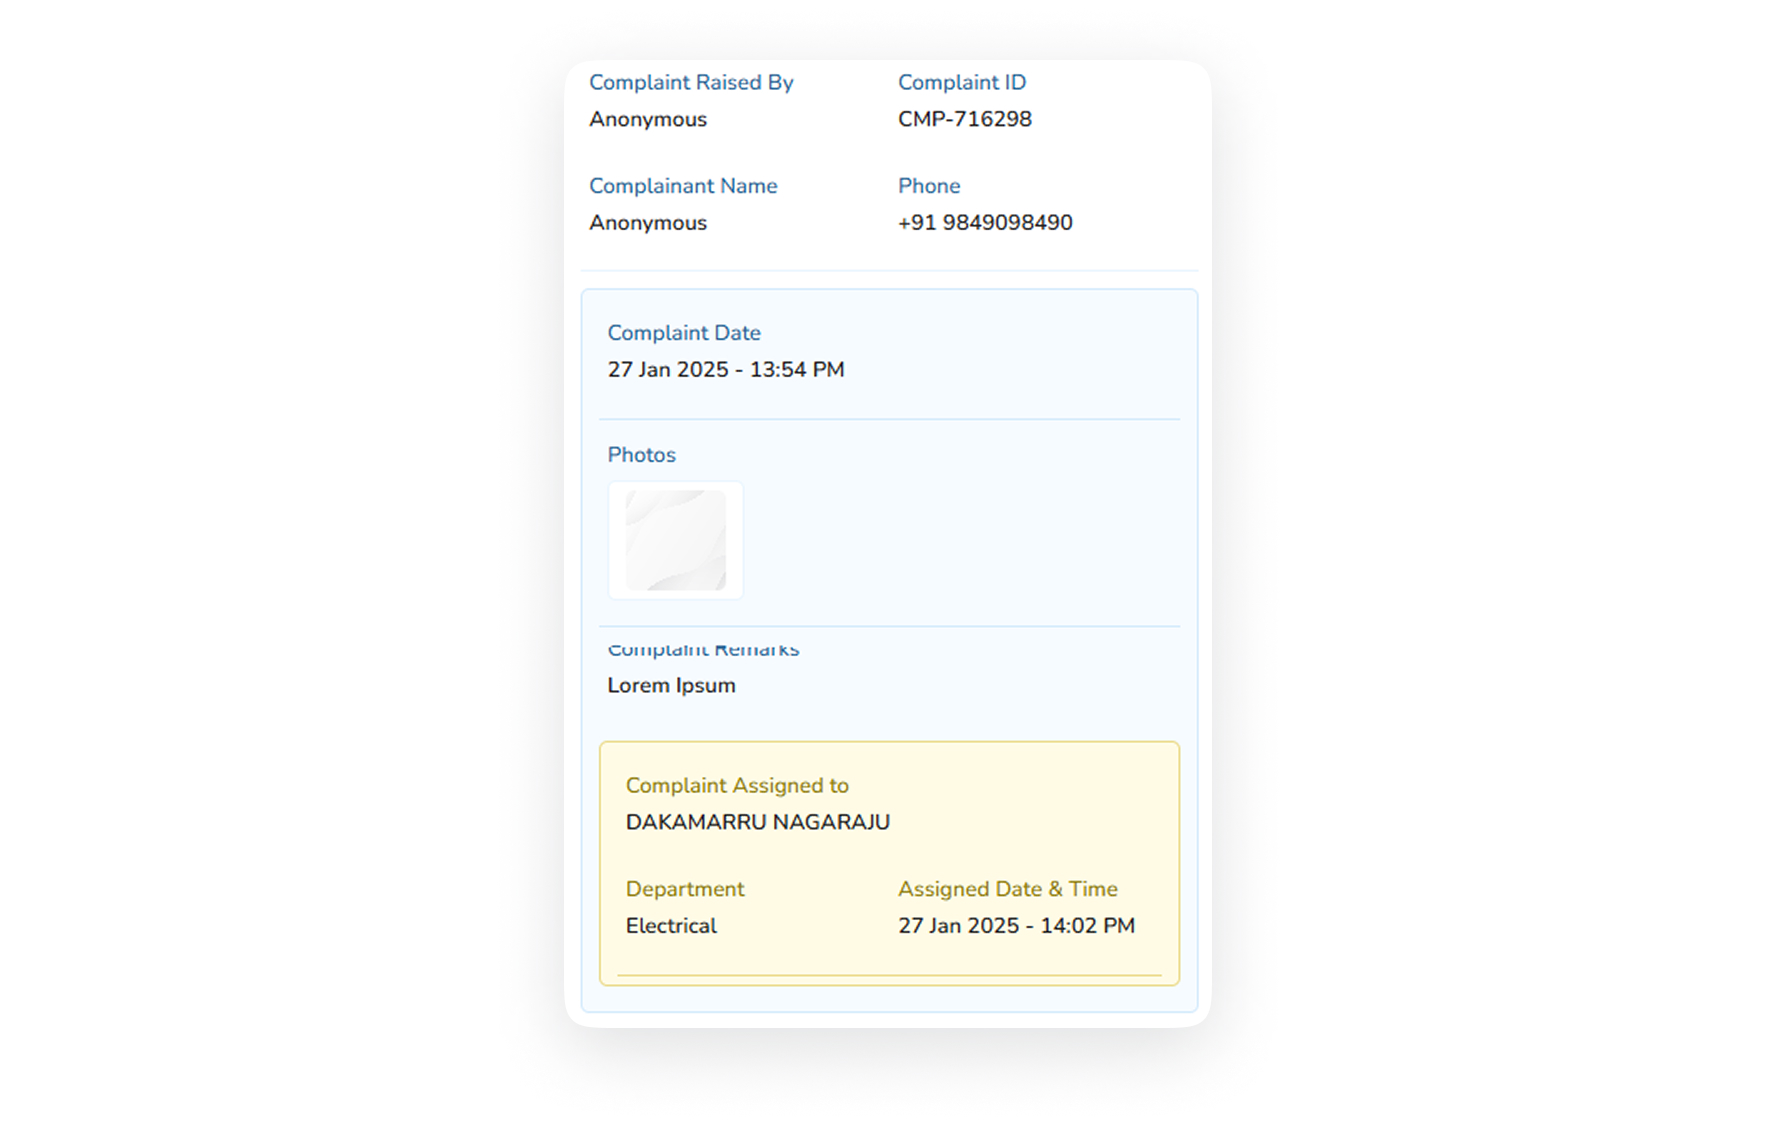 Complaint Raised By
Complaint ID
Anonymous
CMP-716298
Complainant Name
Phone
Anonymous
+91 9849098490
Complaint Date
27 Jan 2025 - 13:54 PM
Photos
Complaint Remarks
Lorem Ipsum
Complaint Assigned to
DAKAMARRU NAGARAJU
Department
Assigned Date & Time
Electrical
27 Jan 2025 - 14:02 PM